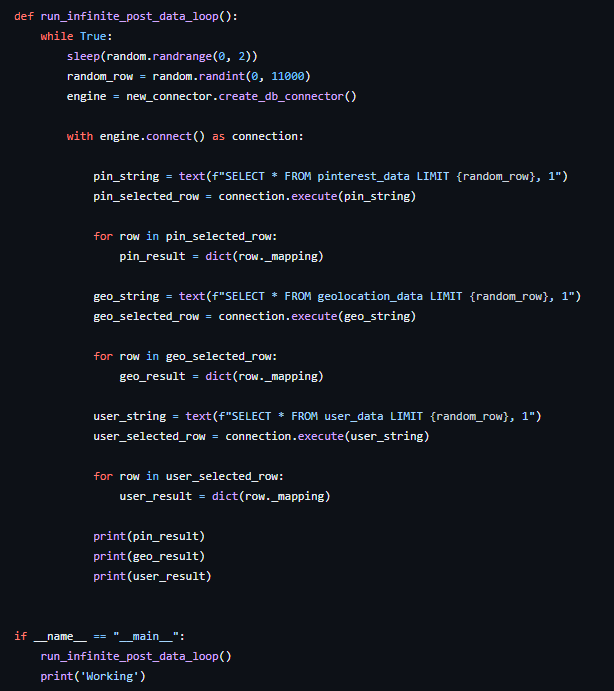 def run_infinite_post_data_loop():
    while True:
        sleep(random.randrange(0, 2))
        random_row = random.randint(0, 11000)
        engine = new_connector.create_db_connector()

        with engine.connect() as connection:

            pin_string = text(f"SELECT * FROM pinterest_data LIMIT {random_row}, 1")
            pin_selected_row = connection.execute(pin_string)

            for row in pin_selected_row:
                pin_result = dict(row._mapping)

            geo_string = text(f"SELECT * FROM geolocation_data LIMIT {random_row}, 1")
            geo_selected_row = connection.execute(geo_string)

            for row in geo_selected_row:
                geo_result = dict(row._mapping)

            user_string = text(f"SELECT * FROM user_data LIMIT {random_row}, 1")
            user_selected_row = connection.execute(user_string)

            for row in user_selected_row:
                user_result = dict(row._mapping)

            print(pin_result)
            print(geo_result)
            print(user_result)


if __name__ == "__main__":
    run_infinite_post_data_loop()
    print('Working')